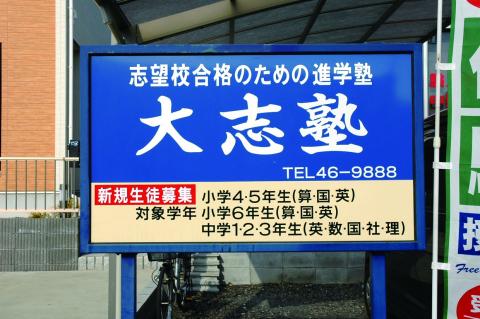 志望校合格のための進学塾
大志塾
TEL46-9888
新規生徒募集 小学4·5年生(算·国·英)
対象学年 小学6年生(算·国·英)
中学1·2·3年生(英·数·国·社·理)
Free